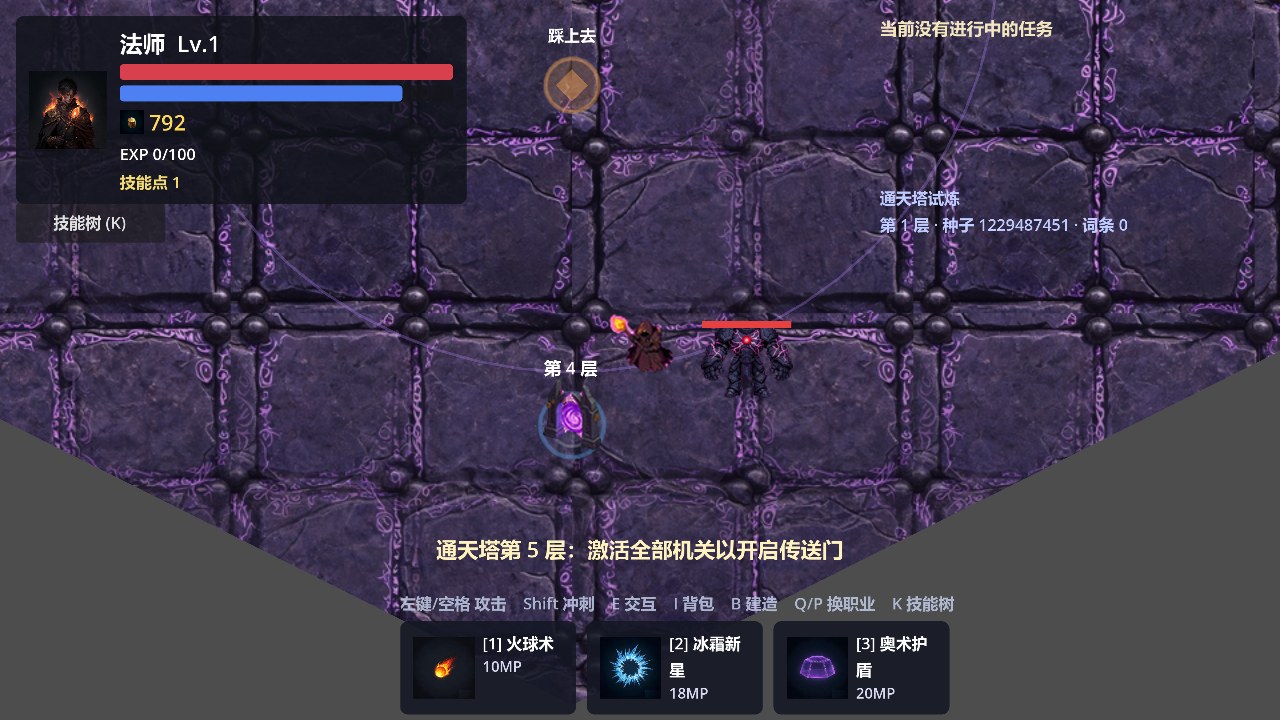 法师 Lv.1
792
EXP 0/100
技能点 1
技能树 (K)
踩上去
当前没有进行中的任务
通天塔试炼
第 1 层 · 种子 1229487451 · 词条 0
第 4 层
通天塔第 5 层：激活全部机关以开启传送门
左键/空格 攻击 Shift 冲刺 E 交互 I 背包 B 建造 Q/P 换职业 K 技能树
[1] 火球术
10MP
[2] 冰霜新
星
18MP
[3] 奥术护
盾
20MP